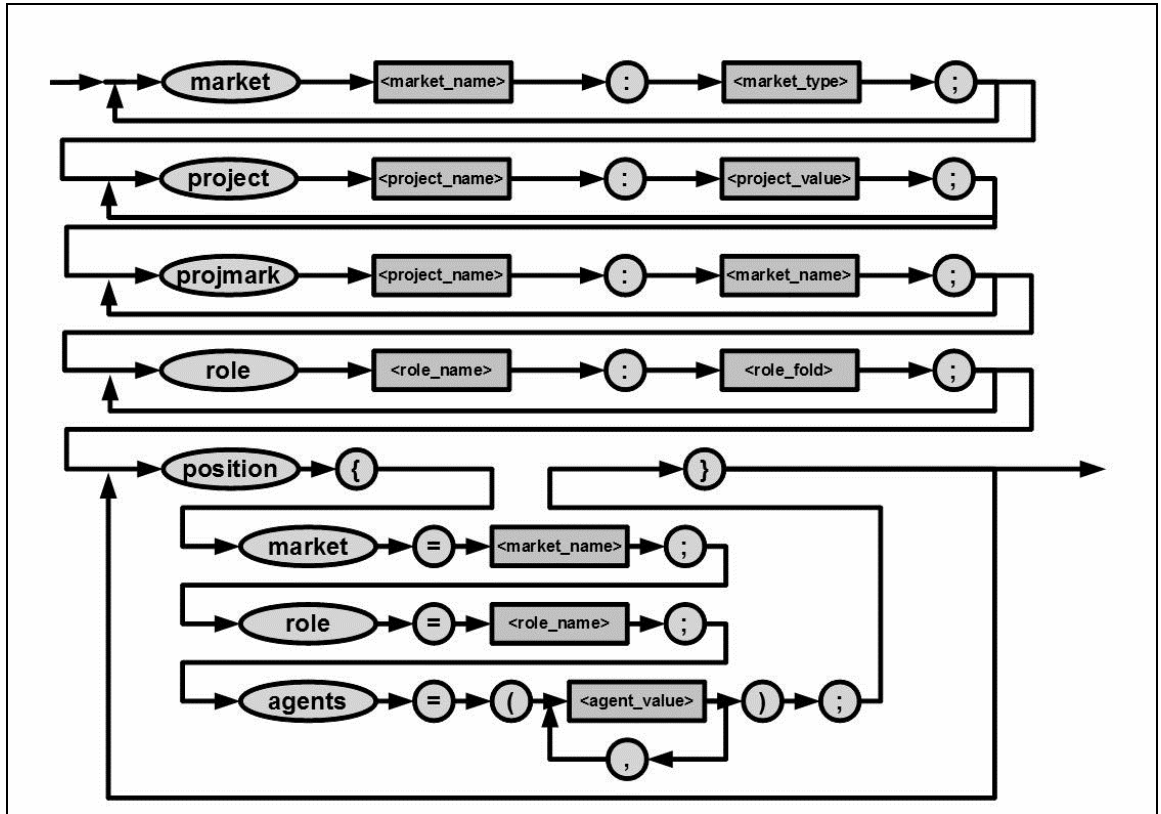 market <market_name> : <market_type> ;
project <project_name> : <project_value> ;
projmark <project_name> : <market_name> ;
role <role_name> : <role_fold> ;
position { }
market = <market_name> ;
role = <role_name> ;
agents = ( <agent_value> ) ;
,